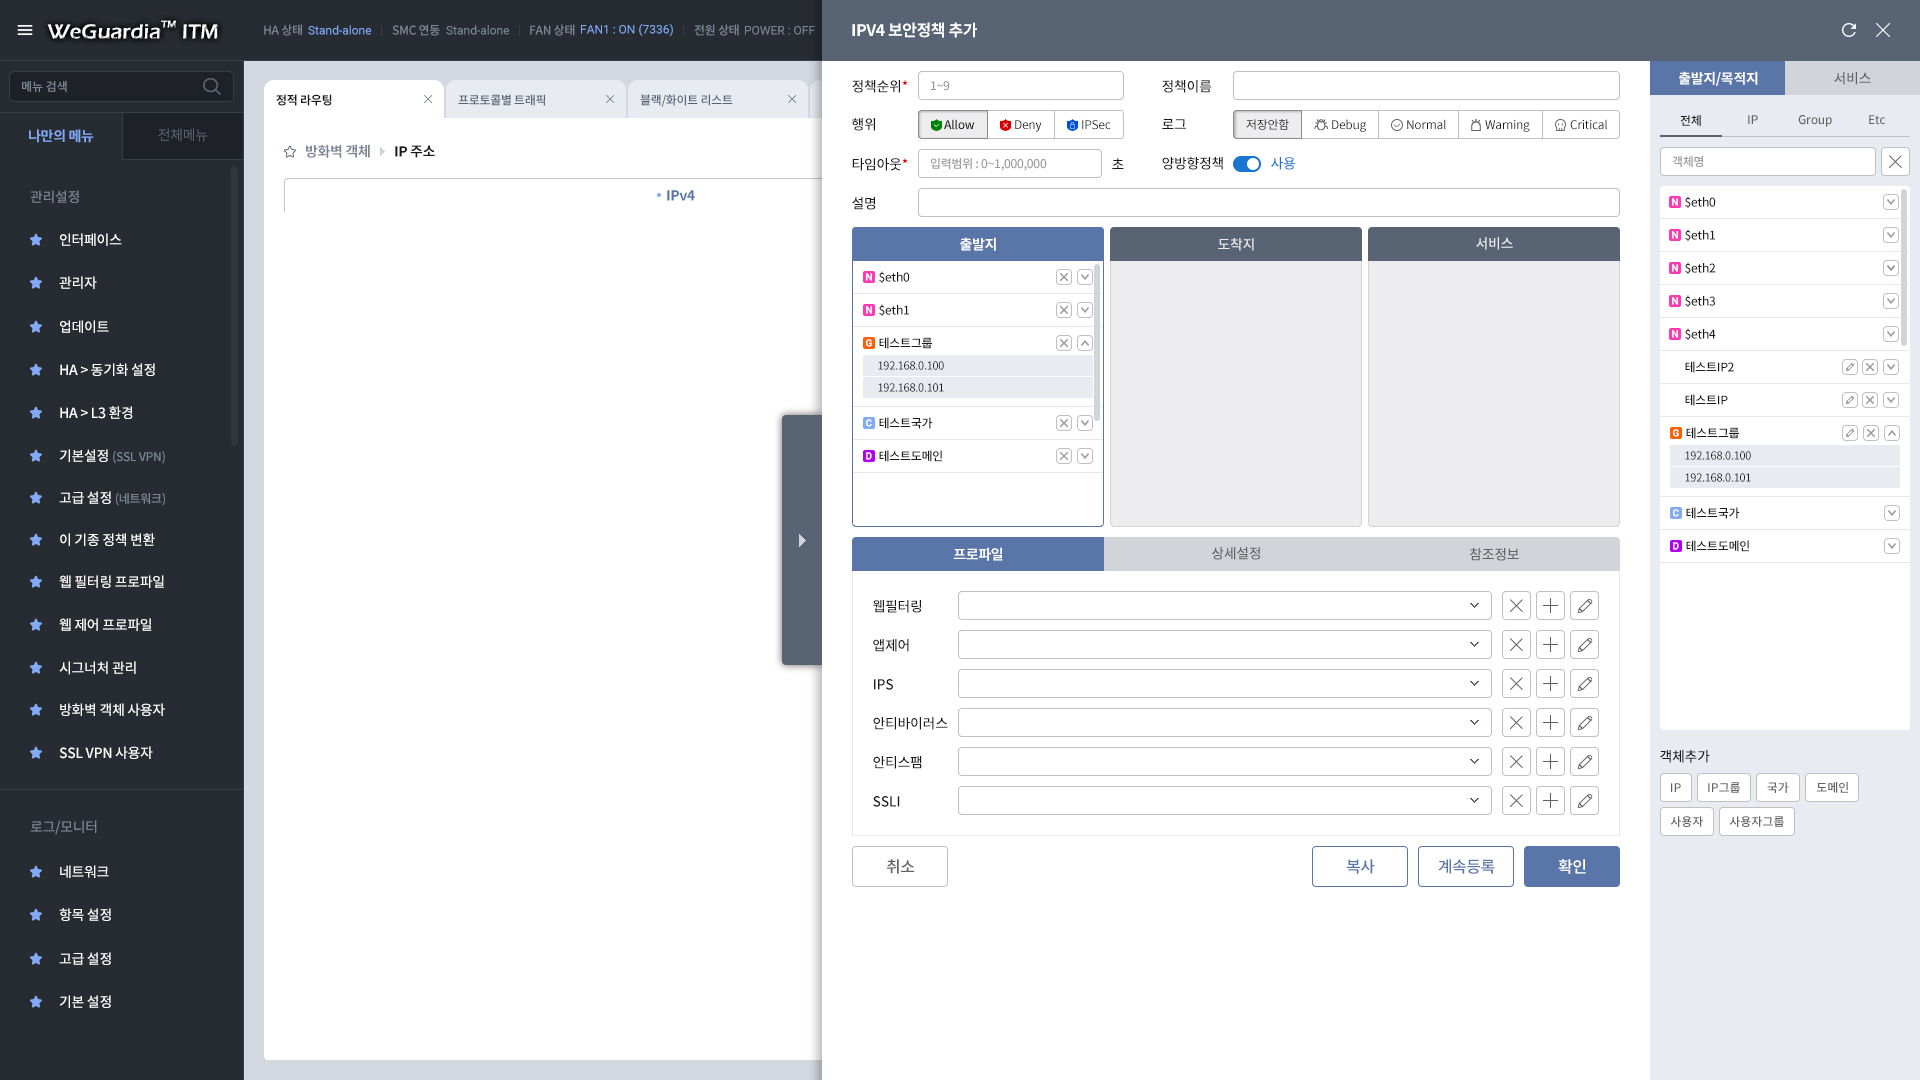 WeGuardia™ ITM
HA 상태 Stand-alone
SMC 연동 Stand-alone
FAN 상태 FAN1 : ON (7336)
전원 상태 POWER : OFF
메뉴 검색
나만의 메뉴
전체메뉴
관리설정
인터페이스
관리자
업데이트
HA > 동기화 설정
HA > L3 환경
기본설정 (SSL VPN)
고급 설정 (네트워크)
이 기종 정책 변환
웹 필터링 프로파일
웹 제어 프로파일
시그너처 관리
방화벽 객체 사용자
SSL VPN 사용자
로그/모니터
네트워크
항목 설정
고급 설정
기본 설정
정적 라우팅
프로토콜별 트래픽
블랙/화이트 리스트
방화벽 객체
IP 주소
IPv4
IPV4 보안정책 추가
정책순위*
1~9
정책이름
행위
Allow
Deny
IPSec
로그
저장안함
Debug
Normal
Warning
Critical
타임아웃*
입력범위 : 0~1,000,000
초
양방향정책
사용
설명
출발지
도착지
서비스
N $eth0
N $eth1
G 테스트그룹
192.168.0.100
192.168.0.101
C 테스트국가
D 테스트도메인
프로파일
상세설정
참조정보
웹필터링
앱제어
IPS
안티바이러스
안티스팸
SSLI
취소
복사
계속등록
확인
출발지/목적지
서비스
전체
IP
Group
Etc
객체명
N $eth0
N $eth1
N $eth2
N $eth3
N $eth4
테스트IP2
테스트IP
G 테스트그룹
192.168.0.100
192.168.0.101
C 테스트국가
D 테스트도메인
객체추가
IP
IP그룹
국가
도메인
사용자
사용자그룹